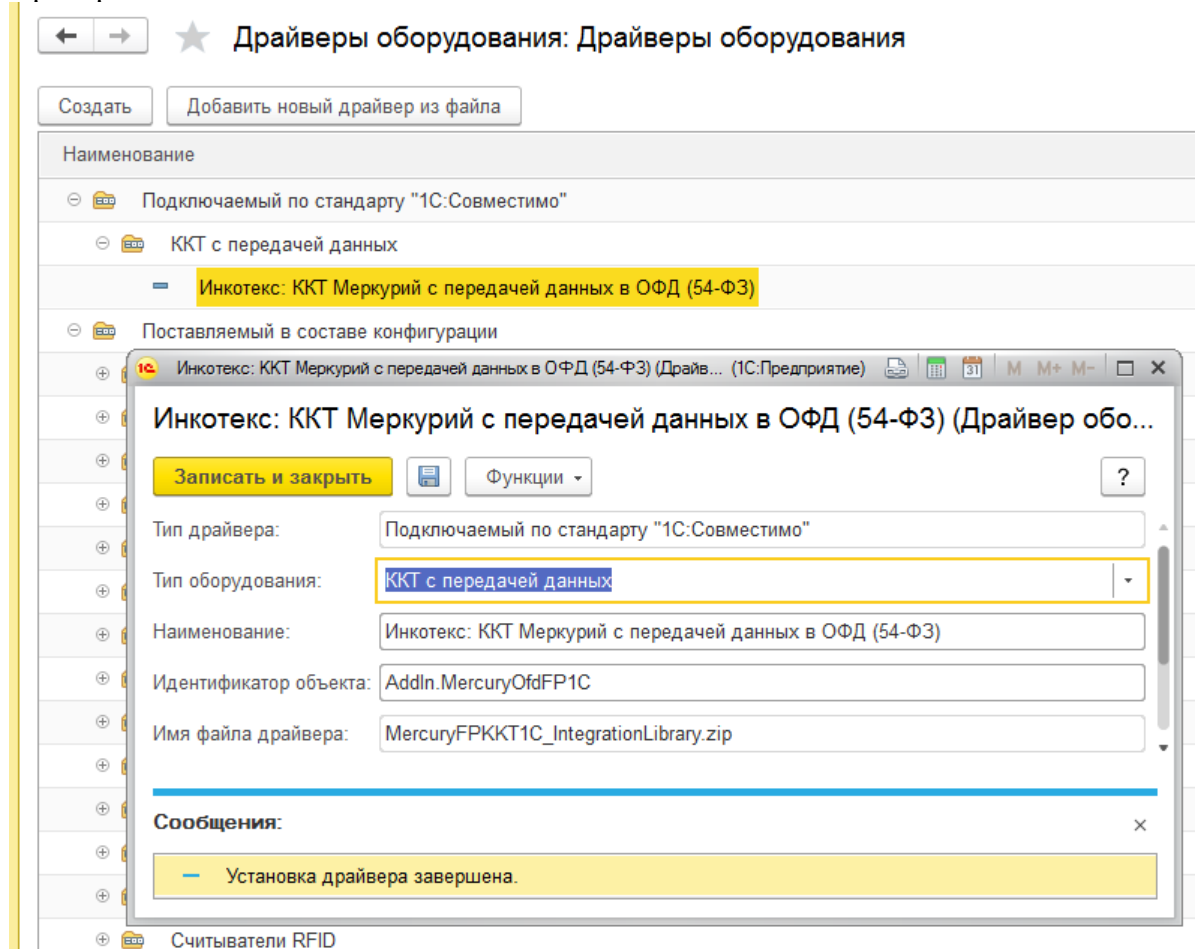 Драйверы оборудования: Драйверы оборудования
Создать Добавить новый драйвер из файла
Наименование
Подключаемый по стандарту "1С:Совместимо"
ККТ с передачей данных
Инкотекс: ККТ Меркурий с передачей данных в ОФД (54-ФЗ)
Поставляемый в составе конфигурации
Инкотекс: ККТ Меркурий с передачей данных в ОФД (54-ФЗ) (Драйв... (1С:Предприятие) 31 M M+ M-
Инкотекс: ККТ Меркурий с передачей данных в ОФД (54-ФЗ) (Драйвер обо...
Записать и закрыть Функции ?
Тип драйвера: Подключаемый по стандарту "1С:Совместимо"
Тип оборудования: ККТ с передачей данных
Наименование: Инкотекс: ККТ Меркурий с передачей данных в ОФД (54-ФЗ)
Идентификатор объекта: AddIn.MercuryOfdFP1C
Имя файла драйвера: MercuryFPKKT1C_IntegrationLibrary.zip
Сообщения:
Установка драйвера завершена.
Считыватели RFID